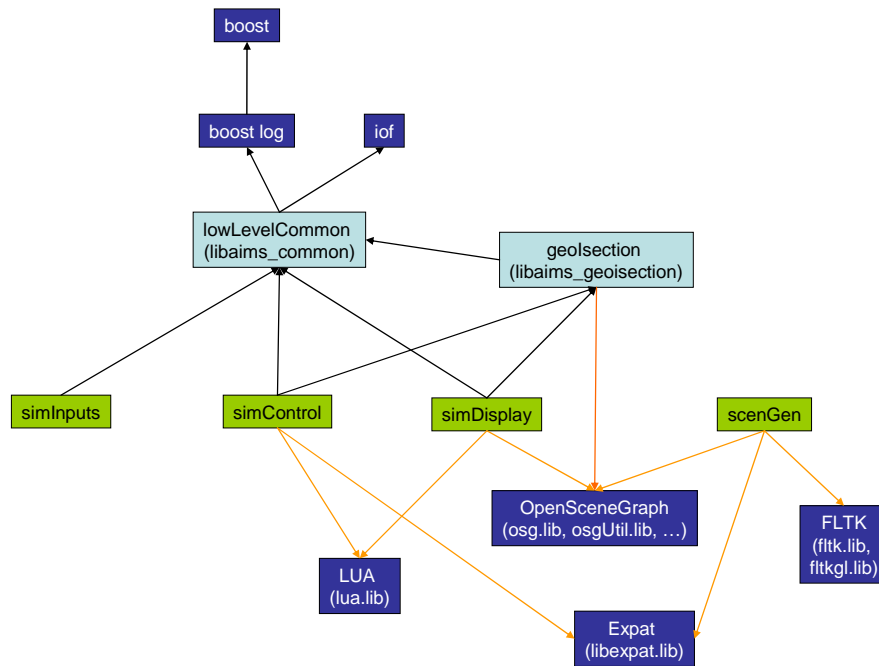 boost
boost log
iof
lowLevelCommon
(libaims_common)
geoIsection
(libaims_geoisection)
simInputs
simControl
simDisplay
scenGen
OpenSceneGraph
(osg.lib, osgUtil.lib, …)
FLTK
(fltk.lib,
fltkgl.lib)
LUA
(lua.lib)
Expat
(libexpat.lib)